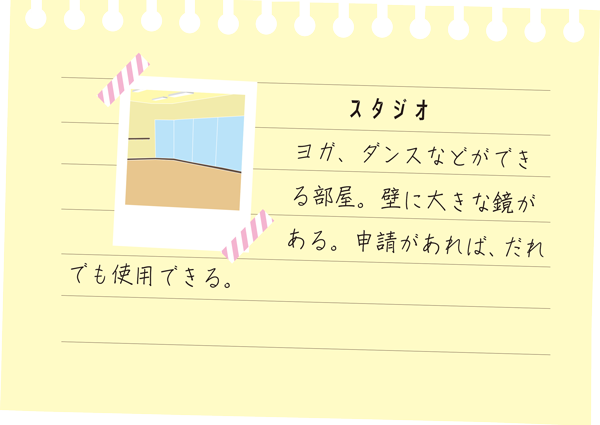 スタジオ
ヨガ、ダンスなどができ
る部屋。壁に大きな鏡が
ある。申請があれば、だれ
でも使用できる。